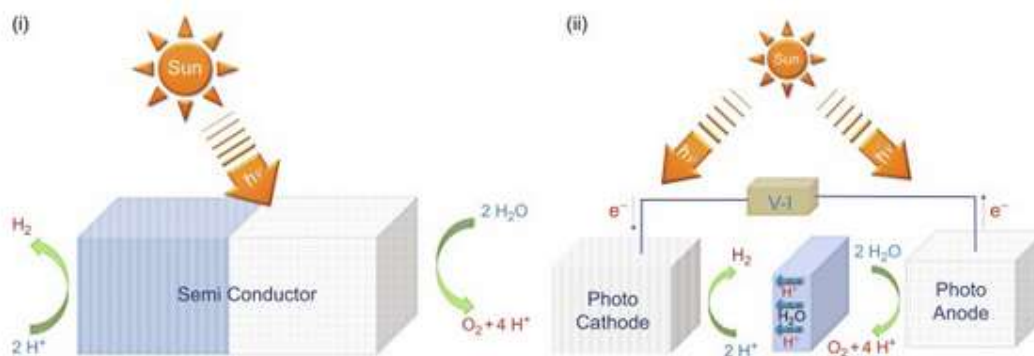 (i)
Sun
hν
H₂
2 H⁺
Semi Conductor
2 H₂O
O₂ + 4 H⁺
(ii)
Sun
hν
hν
V-I
e⁻
e⁻
Photo
Cathode
H₂
2 H⁺
H⁺
H₂O
H⁺
2 H₂O
O₂ + 4 H⁺
Photo
Anode